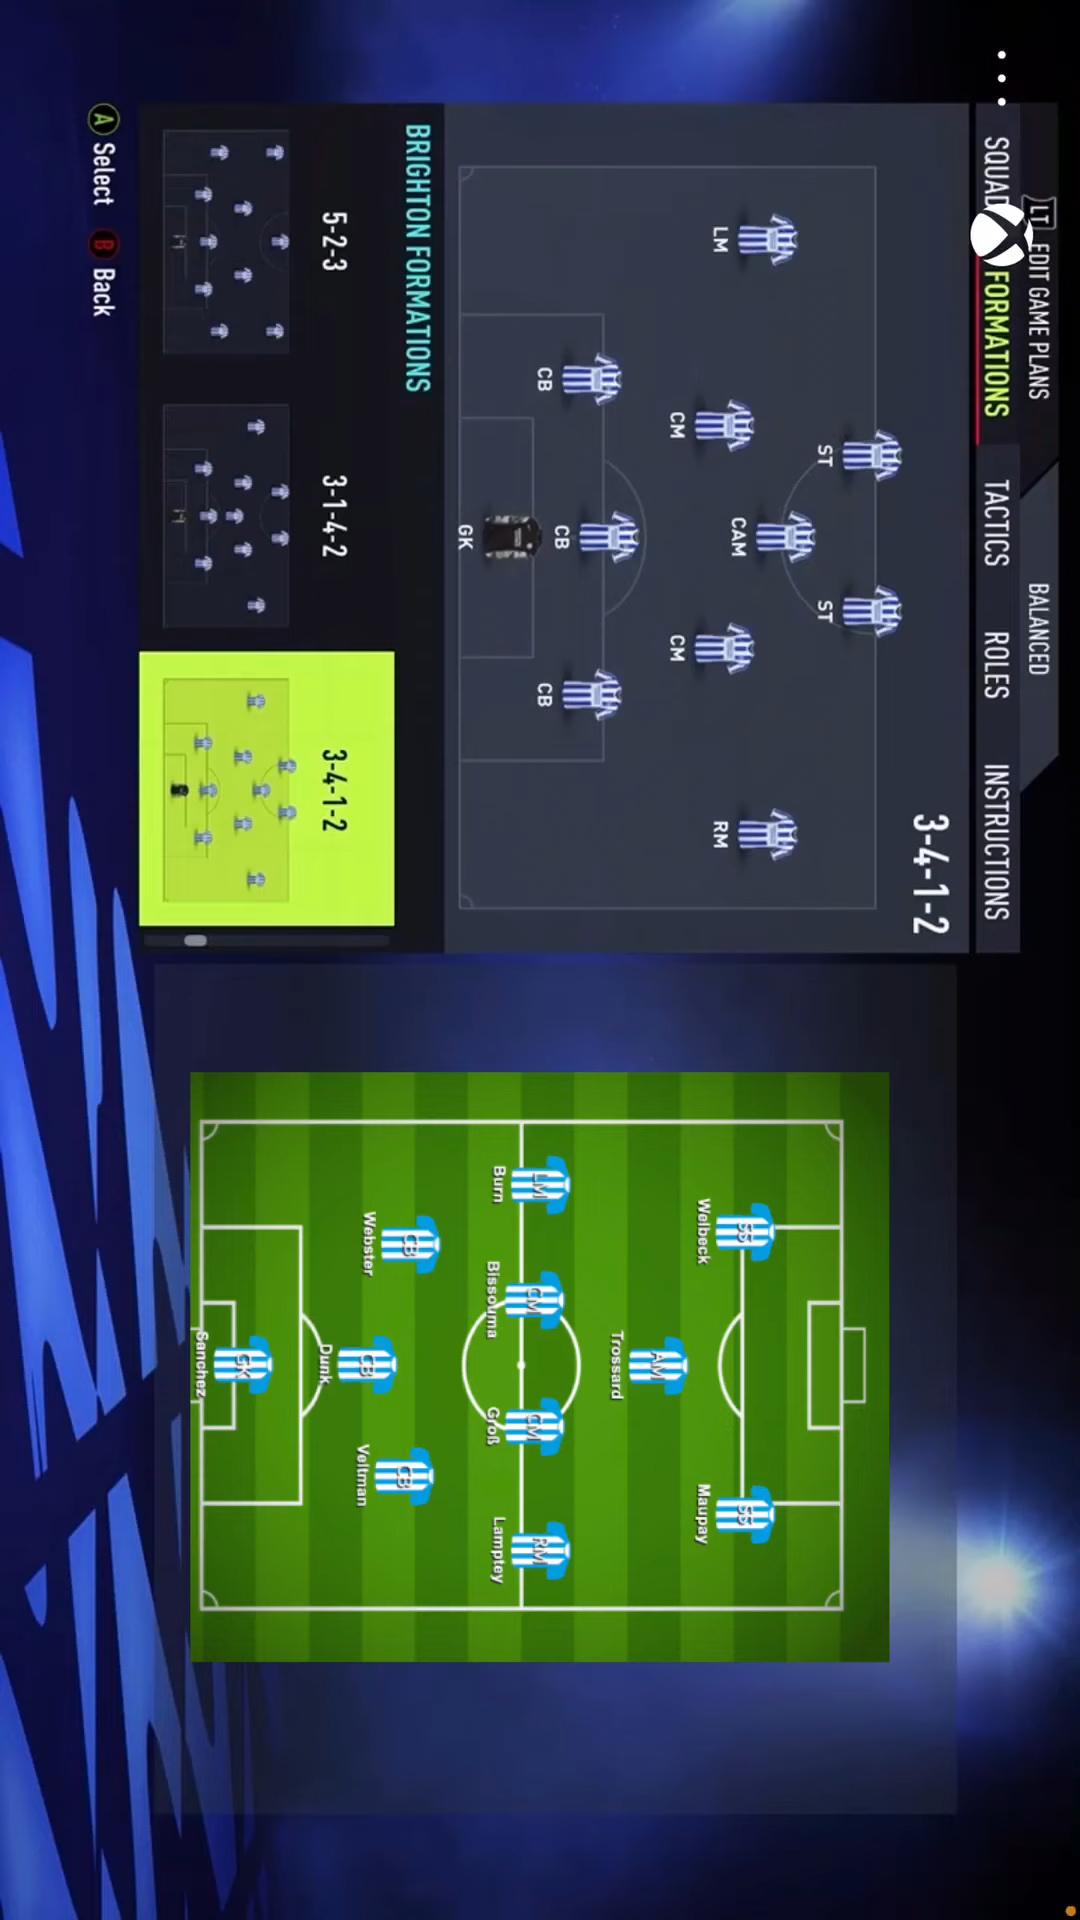 LT EDIT GAME PLANS
BALANCED
SQUAD
FORMATIONS
TACTICS
ROLES
INSTRUCTIONS
3-4-1-2
ST
ST
LM
CAM
RM
CM
CM
CB
CB
CB
GK
BRIGHTON FORMATIONS
5-2-3
3-1-4-2
3-4-1-2
A Select
B Back
SS
Welbeck
SS
Maupay
AM
Trossard
LM
Burn
CM
Bissouma
CM
Groß
RM
Lamptey
CB
Webster
CB
Dunk
CB
Veltman
GK
Sanchez